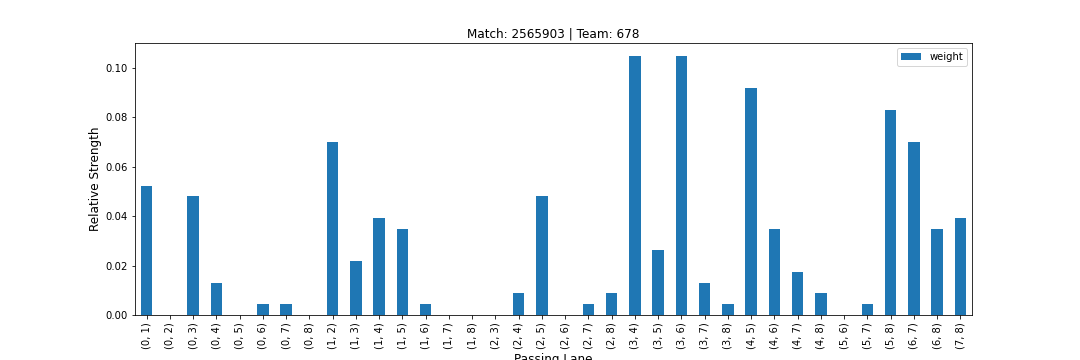 Match: 2565903 | Team: 678
weight
Relative Strength
0.10
0.08
0.06
0.04
0.02
0.00
(0, 1) (0, 2) (0, 3) (0, 4) (0, 5) (0, 6) (0, 7) (0, 8) (1, 2) (1, 3) (1, 4) (1, 5) (1, 6) (1, 7) (1, 8) (2, 3) (2, 4) (2, 5) (2, 6) (2, 7) (2, 8) (3, 4) (3, 5) (3, 6) (3, 7) (3, 8) (4, 5) (4, 6) (4, 7) (4, 8) (5, 6) (5, 7) (5, 8) (6, 7) (6, 8) (7, 8)
Passing Lane